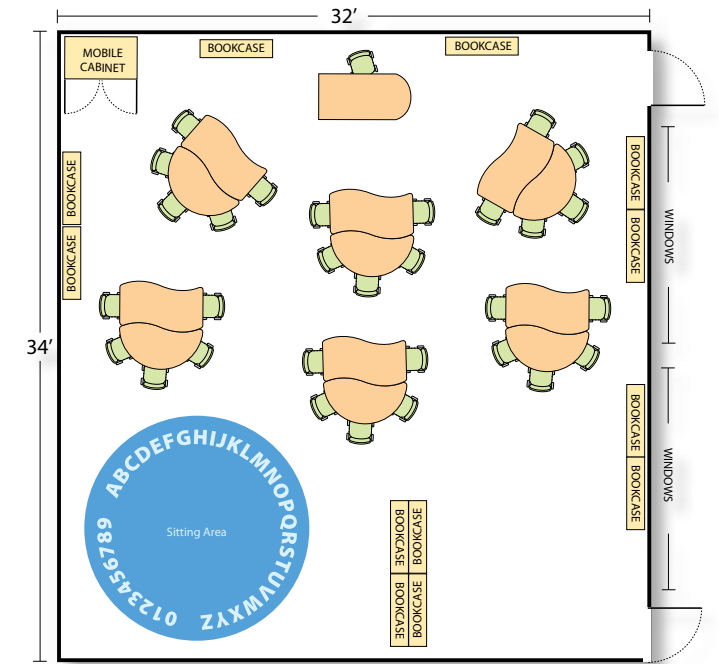 32’
MOBILE
CABINET
BOOKCASE
BOOKCASE
BOOKCASE
BOOKCASE
BOOKCASE
BOOKCASE
WINDOWS
34’
BOOKCASE
BOOKCASE
WINDOWS
ABCDEFGHIJKLMNOPQRSTUVWXYZ
0123456789
Sitting Area
BOOKCASE
BOOKCASE
BOOKCASE
BOOKCASE